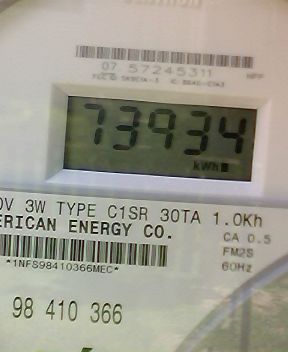 07 57245311
73934
kWh
0V 3W TYPE C1SR 30TA 1.0Kh
ERICAN ENERGY CO.
CA 0.5
FM2S
60Hz
*1NFS98410366MEC*
98 410 366